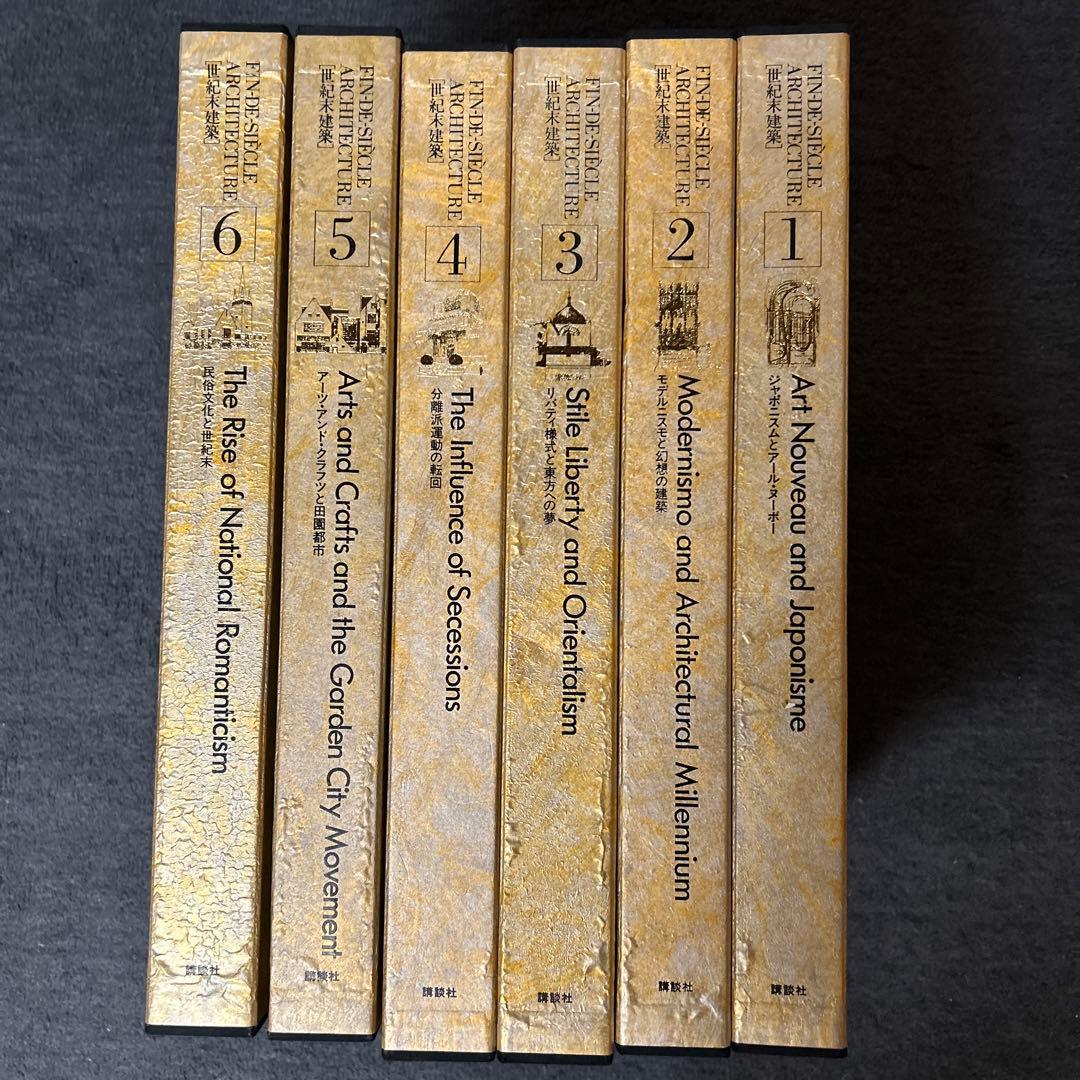 FIN-DE-SIÈCLE
ARCHITECTURE
[世紀末建築]
6
The Rise of National Romanticism
民俗文化と世紀末
講談社
FIN-DE-SIÈCLE
ARCHITECTURE
[世紀末建築]
5
Arts and Crafts and the Garden City Movement
アーツ・アンド・クラフツと田園都市
講談社
FIN-DE-SIÈCLE
ARCHITECTURE
[世紀末建築]
4
The Influence of Secessions
分離派運動の転回
講談社
FIN-DE-SIÈCLE
ARCHITECTURE
[世紀末建築]
3
Stile Liberty and Orientalism
リバティ様式と東方への夢
講談社
FIN-DE-SIÈCLE
ARCHITECTURE
[世紀末建築]
2
Modernismo and Architectural Millennium
モデルニスモと幻想の建築
講談社
FIN-DE-SIÈCLE
ARCHITECTURE
[世紀末建築]
1
Art Nouveau and Japonisme
ジャポニスムとアール・ヌーボー
講談社